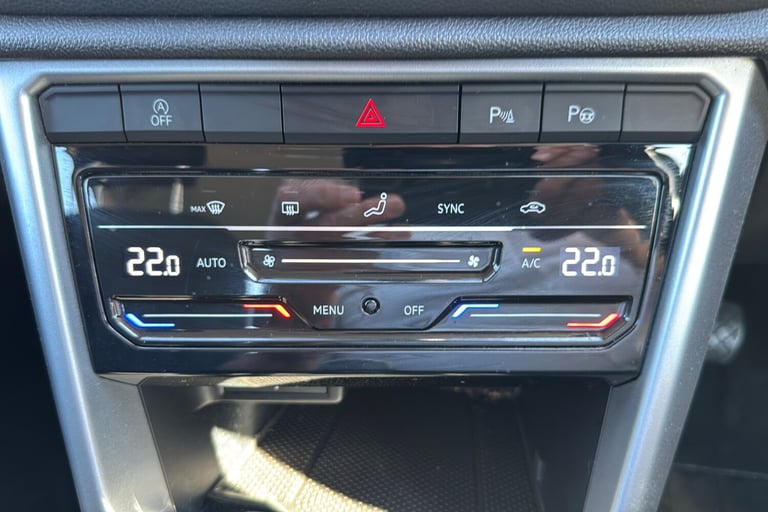 A
OFF
P
P
MAX
SYNC
22.0
AUTO
A/C
22.0
MENU
OFF